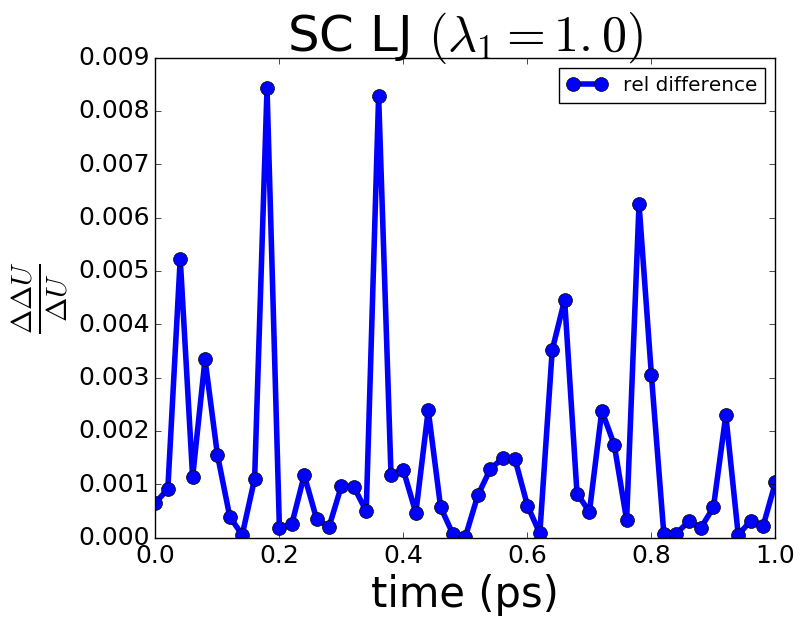 SC LJ (λ₁ = 1.0)
rel difference
0.009
0.008
0.007
0.006
0.005
0.004
0.003
0.002
0.001
0.000
ΔΔU
ΔU
0.0 0.2 0.4 0.6 0.8 1.0
time (ps)